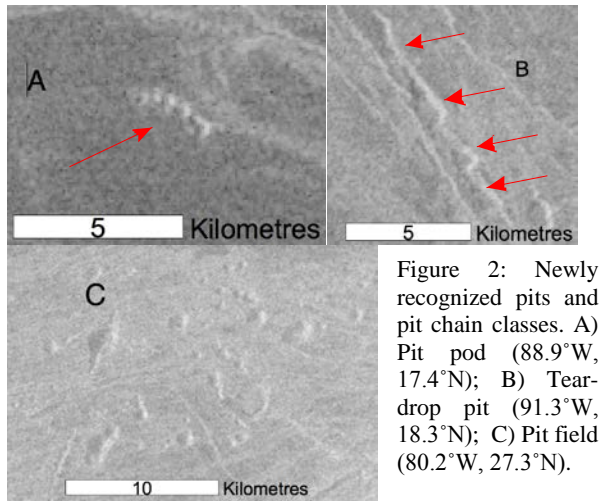 A
5 Kilometres
B
5 Kilometres
C
10 Kilometres
Figure 2: Newly
recognized pits and
pit chain classes. A)
Pit pod (88.9˚W,
17.4˚N); B) Tear-
drop pit (91.3˚W,
18.3˚N); C) Pit field
(80.2˚W, 27.3˚N).